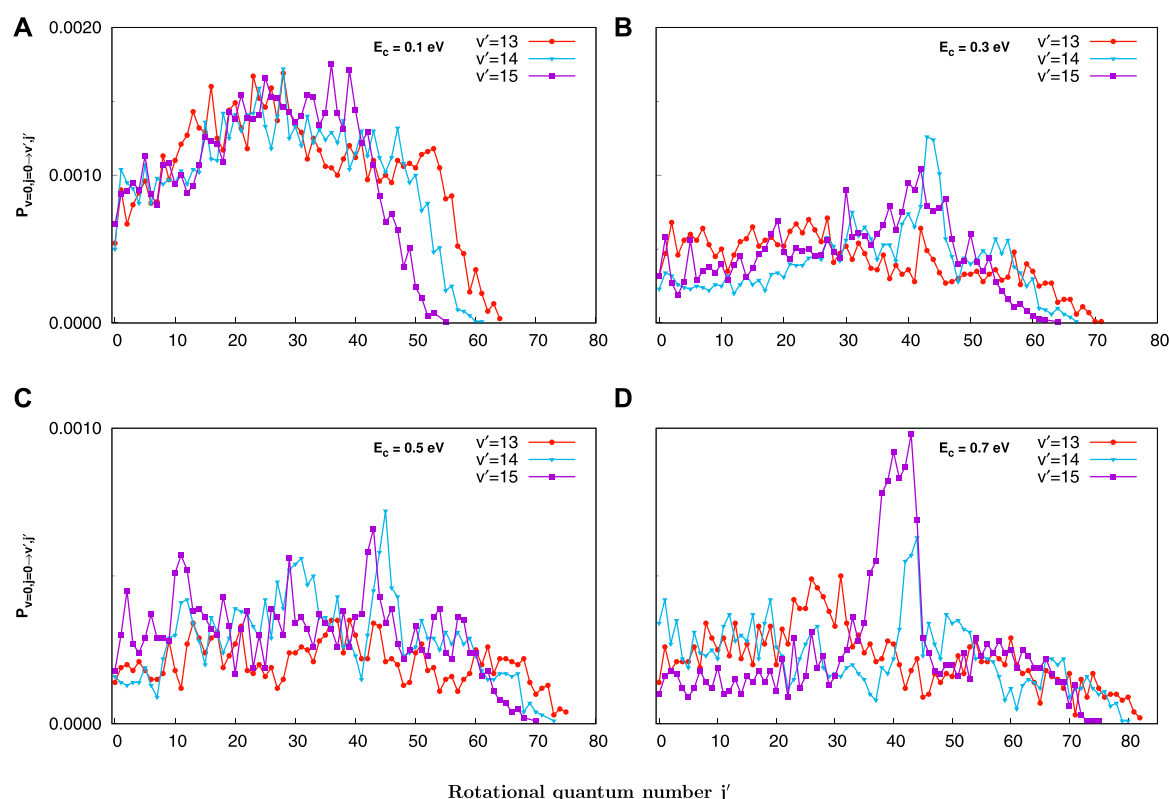 A
B
0.0020
0.0010
0.0000
P v=0,j=0→v′,j′
E_c = 0.1 eV
v′=13
v′=14
v′=15
0 10 20 30 40 50 60 70 80
E_c = 0.3 eV
v′=13
v′=14
v′=15
0 10 20 30 40 50 60 70 80
C
D
0.0010
0.0000
P v=0,j=0→v′,j′
E_c = 0.5 eV
v′=13
v′=14
v′=15
0 10 20 30 40 50 60 70 80
E_c = 0.7 eV
v′=13
v′=14
v′=15
0 10 20 30 40 50 60 70 80
Rotational quantum number j′